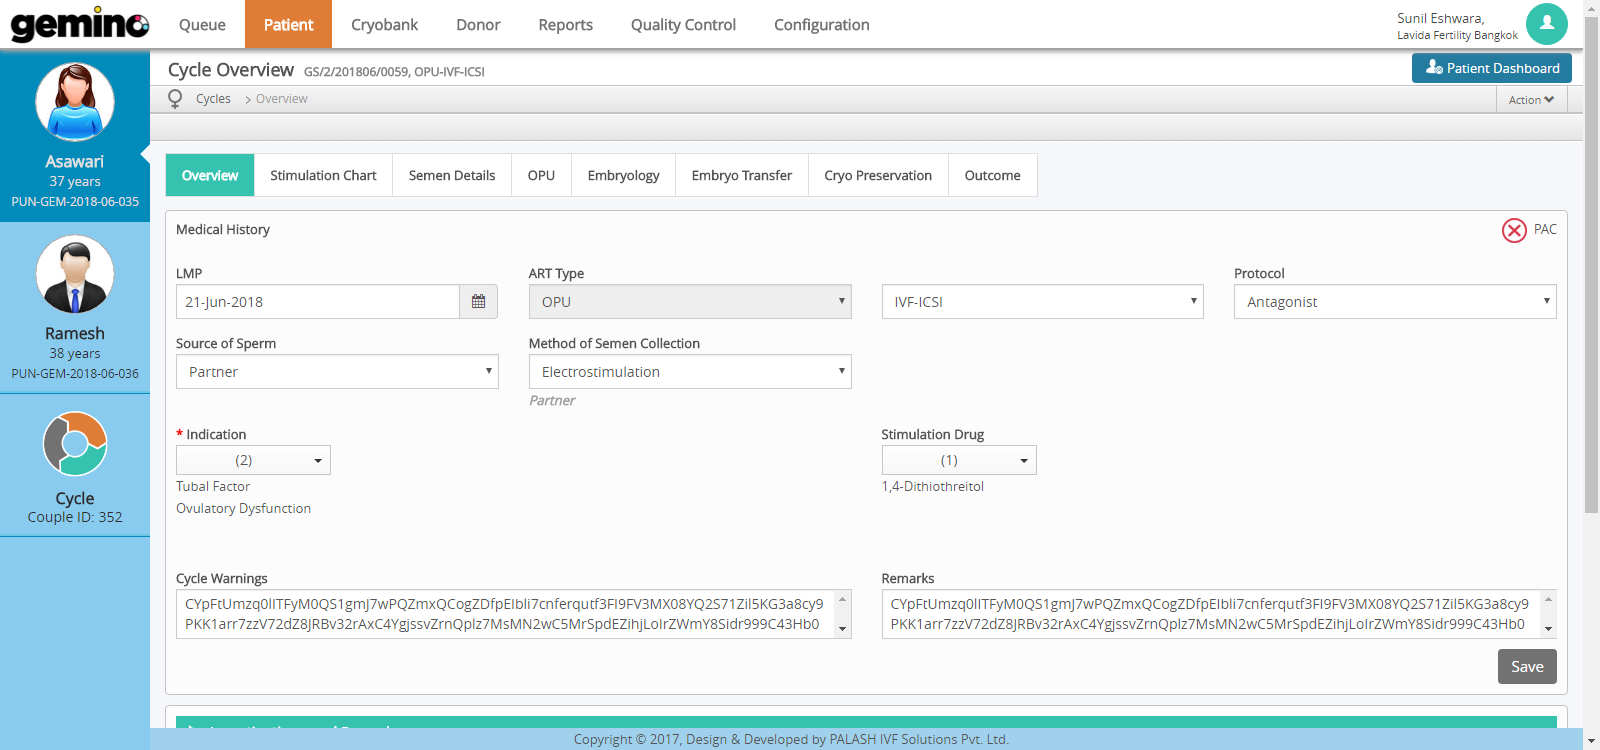 gemino
Queue
Patient
Cryobank
Donor
Reports
Quality Control
Configuration
Sunil Eshwara,
Lavida Fertility Bangkok
Asawari
37 years
PUN-GEM-2018-06-035
Ramesh
38 years
PUN-GEM-2018-06-036
Cycle
Couple ID: 352
Cycle Overview GS/2/201806/0059, OPU-IVF-ICSI
Patient Dashboard
Cycles > Overview
Action
Overview
Stimulation Chart
Semen Details
OPU
Embryology
Embryo Transfer
Cryo Preservation
Outcome
Medical History
PAC
LMP
21-Jun-2018
ART Type
OPU
IVF-ICSI
Protocol
Antagonist
Source of Sperm
Partner
Method of Semen Collection
Electrostimulation
Partner
* Indication
(2)
Tubal Factor
Ovulatory Dysfunction
Stimulation Drug
(1)
1,4-Dithiothreitol
Cycle Warnings
CYpFtUmzq0lITFyM0QS1gmJ7wPQZmxQCogZDfpEIbli7cnferqutf3FI9FV3MX08YQ2S71Zil5KG3a8cy9
PKK1arr7zzV72dZ8JRBv32rAxC4YgjssvZrnQplz7MsMN2wC5MrSpdEZihjLoIrZWmY8Sidr999C43Hb0
Remarks
CYpFtUmzq0lITFyM0QS1gmJ7wPQZmxQCogZDfpEIbli7cnferqutf3FI9FV3MX08YQ2S71Zil5KG3a8cy9
PKK1arr7zzV72dZ8JRBv32rAxC4YgjssvZrnQplz7MsMN2wC5MrSpdEZihjLoIrZWmY8Sidr999C43Hb0
Save
Copyright © 2017, Design & Developed by PALASH IVF Solutions Pvt. Ltd.